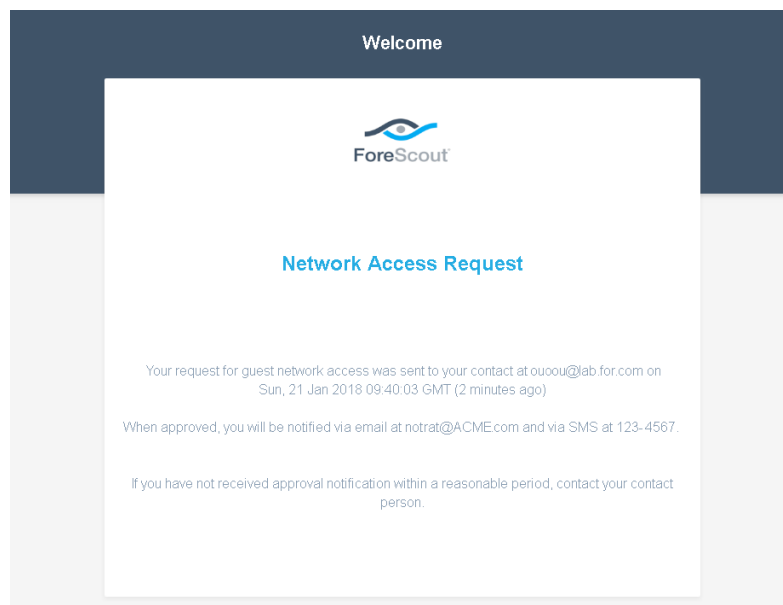 Welcome
ForeScout
Network Access Request
Your request for guest network access was sent to your contact at ouoou@lab.for.com on
Sun, 21 Jan 2018 09:40:03 GMT (2 minutes ago)
When approved, you will be notified via email at notrat@ACME.com and via SMS at 123-4567.
If you have not received approval notification within a reasonable period, contact your contact
person.